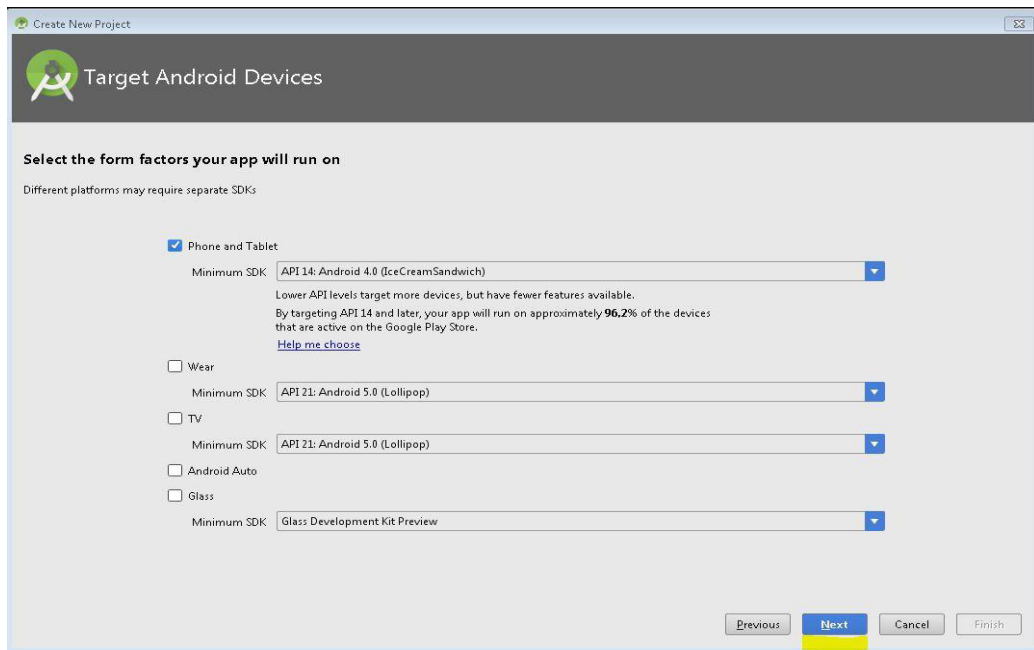 Create New Project
Target Android Devices
Select the form factors your app will run on
Different platforms may require separate SDKs
Phone and Tablet
Minimum SDK API 14: Android 4.0 (IceCreamSandwich)
Lower API levels target more devices, but have fewer features available.
By targeting API 14 and later, your app will run on approximately 96,2% of the devices
that are active on the Google Play Store.
Help me choose
Wear
Minimum SDK API 21: Android 5.0 (Lollipop)
TV
Minimum SDK API 21: Android 5.0 (Lollipop)
Android Auto
Glass
Minimum SDK Glass Development Kit Preview
Previous Next Cancel Finish